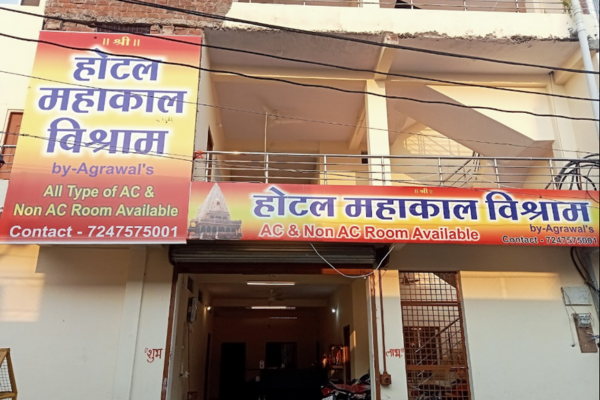 ॥ श्री ॥
होटल
महाकाल
विश्राम
by-Agrawal's
All Type of AC &
Non AC Room Available
Contact - 7247575001
॥ श्री ॥
होटल महाकाल विश्राम
by-Agrawal's
AC & Non AC Room Available
Contact - 7247575001
शुभ
लाभ